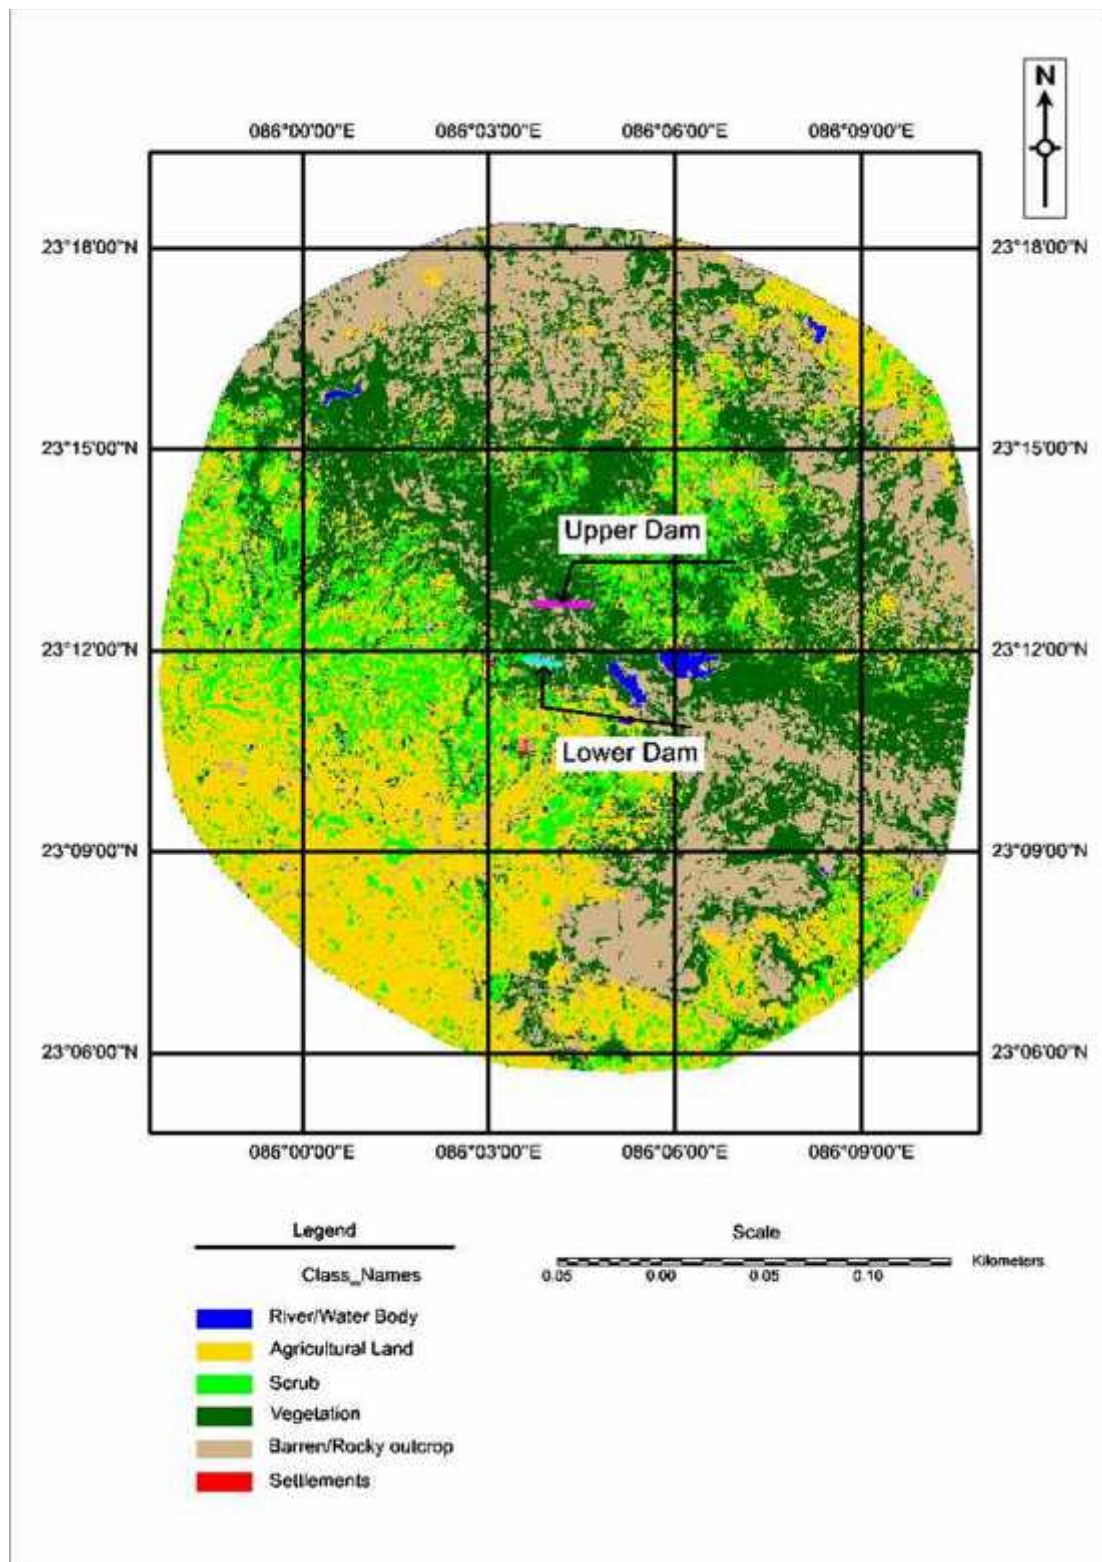 N
086°00'00"E 086°03'00"E 086°06'00"E 086°09'00"E
23°18'00"N 23°18'00"N
23°15'00"N 23°15'00"N
Upper Dam
23°12'00"N 23°12'00"N
Lower Dam
23°09'00"N 23°09'00"N
23°06'00"N 23°06'00"N
086°00'00"E 086°03'00"E 086°06'00"E 086°09'00"E
Legend
Scale
Class_Names
Kilometers
0.05 0.00 0.05 0.10
River/Water Body
Agricultural Land
Scrub
Vegetation
Barren/Rocky outcrop
Settlements